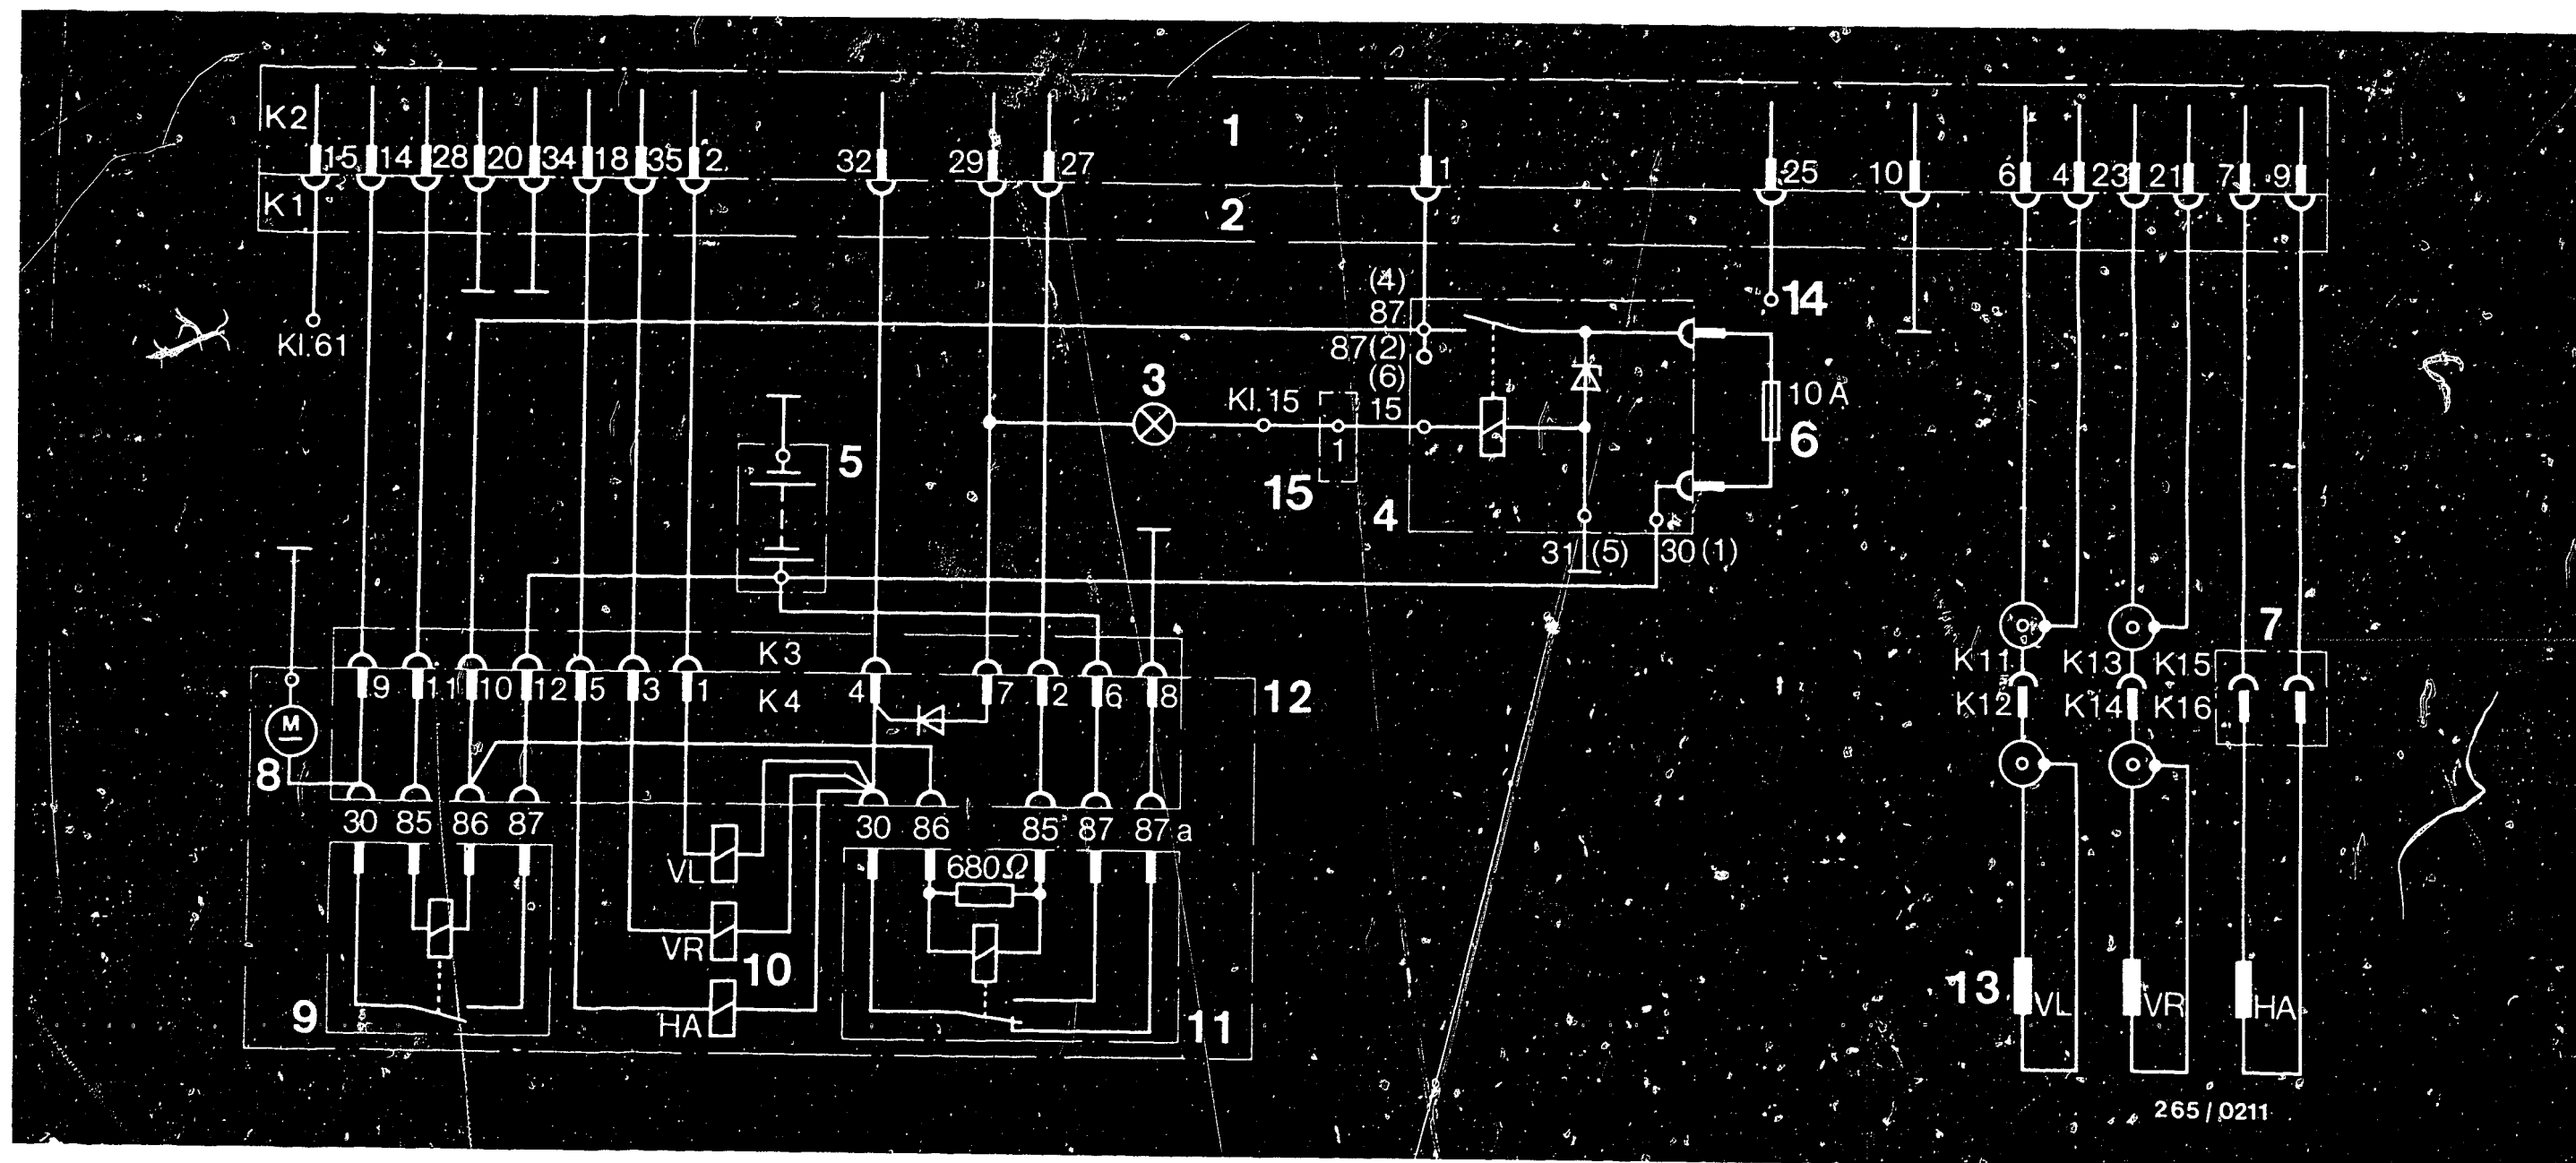 K2 15 14 28 20 34 18 35 2 32 29 27 1 1 25 10 6 4 23 21 7 9
K1 2
(4)
87 14
Kl.61 87(2)
(6)
3 10 A
Kl.15 15
6
5 1
15 4
31 (5) 30 (1)
7
K3 K11 K13 K15
9 11 10 12 5 3 1 K4 4 7 2 6 8 12 K12 K14 K16
M
8
30 85 86 87 30 86 85 87 87 a
VL 680Ω
VR 10 13 VL VR HA
9 HA 11
265/0211